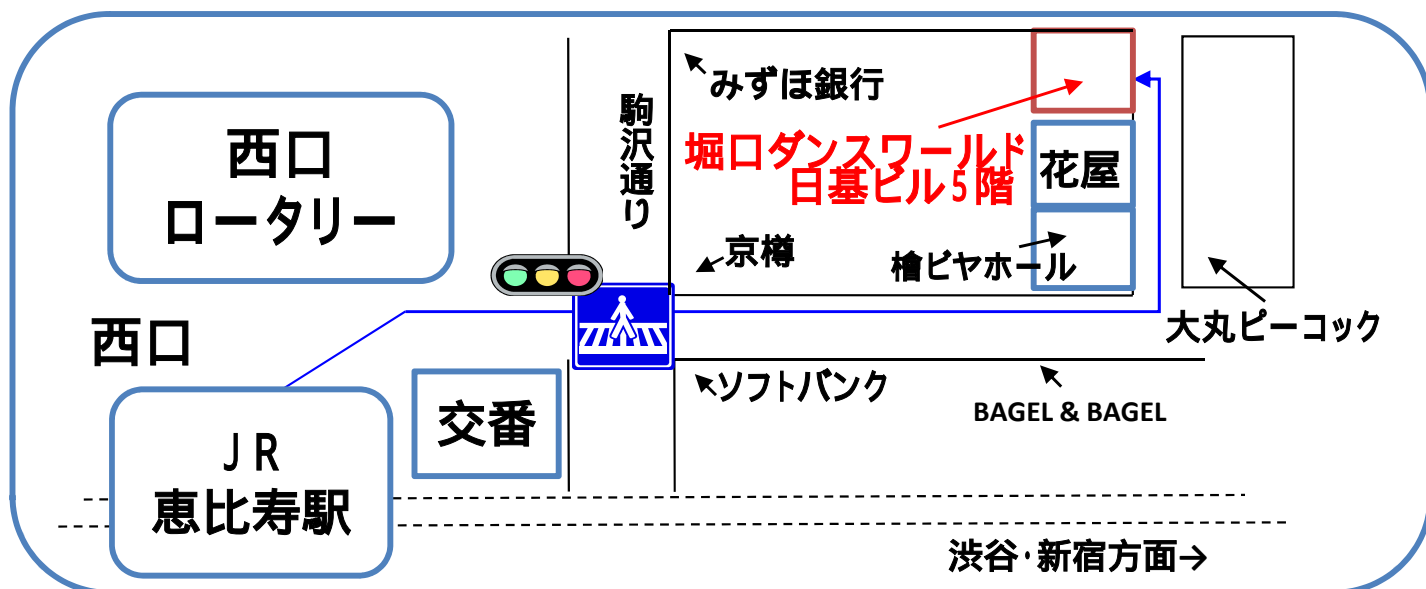 西口
ロータリー
駒沢通り
みずほ銀行
堀口ダンスワールド
日基ビル５階
花屋
京樽
檜ビヤホール
西口
大丸ピーコック
交番
ソフトバンク
BAGEL & BAGEL
ＪＲ
恵比寿駅
渋谷・新宿方面→